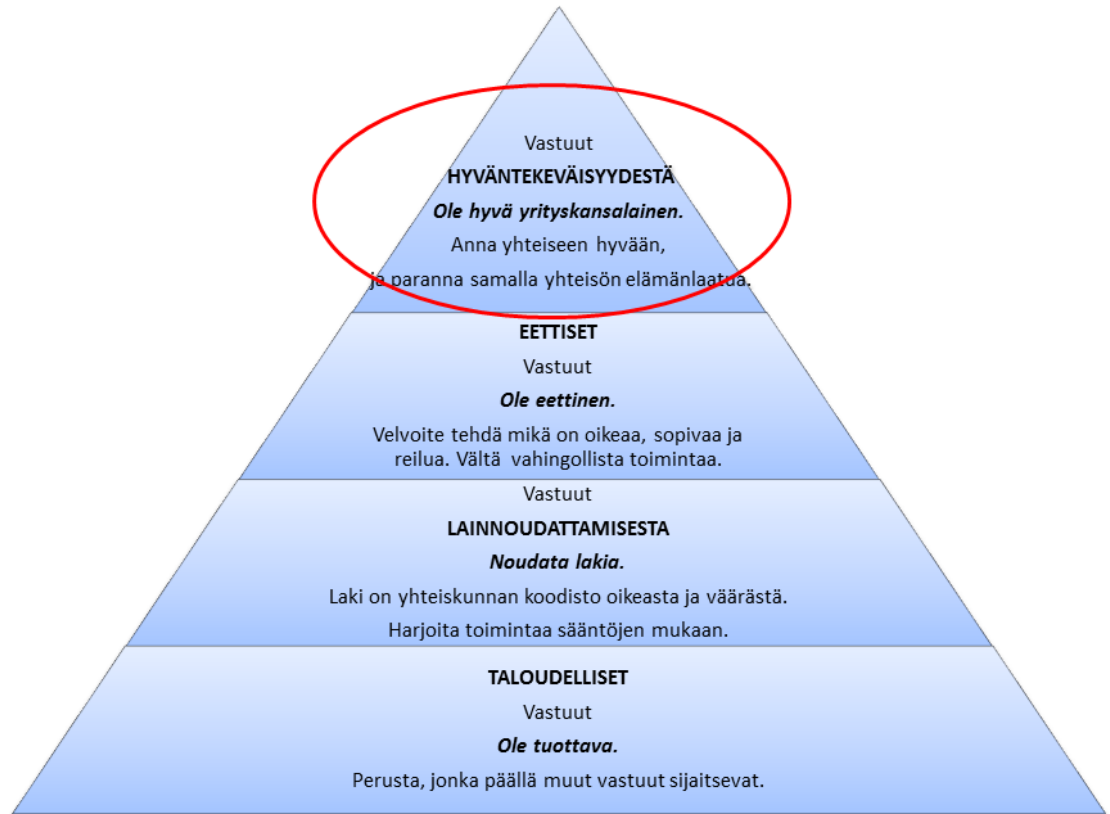 Vastuut
HYVÄNTEKEVÄISYYDESTÄ
Ole hyvä yrityskansalainen.
Anna yhteiseen hyvään,
ja paranna samalla yhteisön elämänlaatua.
EETTISET
Vastuut
Ole eettinen.
Velvoite tehdä mikä on oikeaa, sopivaa ja
reilua. Vältä vahingollista toimintaa.
Vastuut
LAINNOUDATTAMISESTA
Noudata lakia.
Laki on yhteiskunnan koodisto oikeasta ja väärästä.
Harjoita toimintaa sääntöjen mukaan.
TALOUDELLISET
Vastuut
Ole tuottava.
Perusta, jonka päällä muut vastuut sijaitsevat.